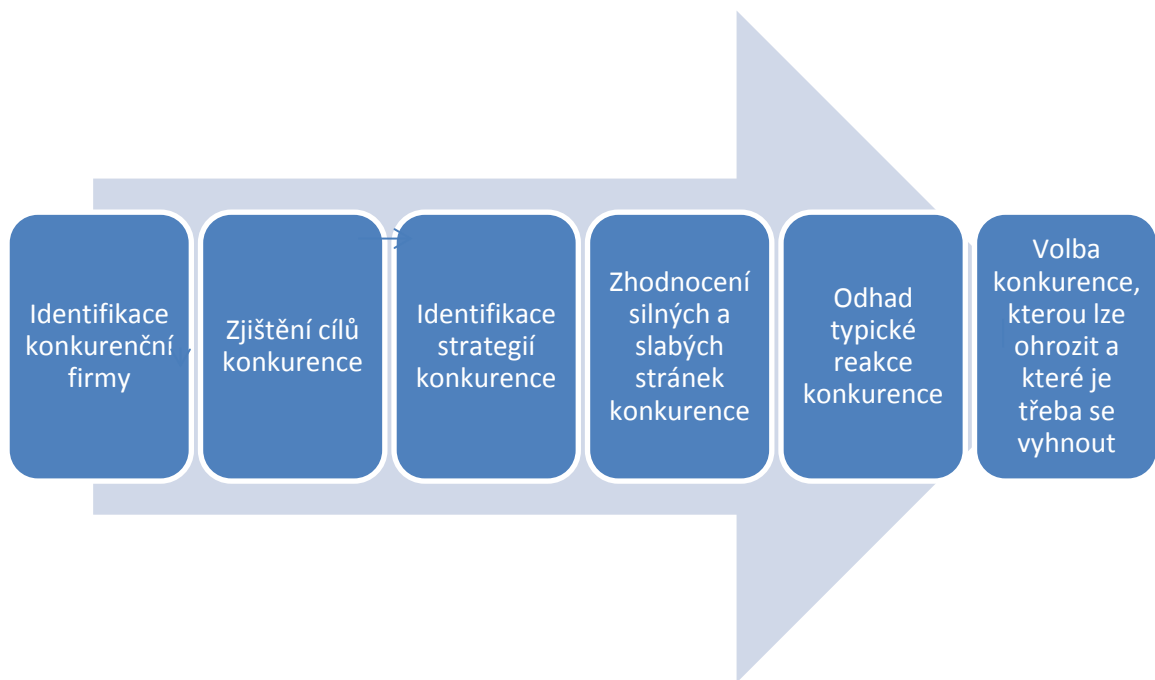 Identifikace
konkurenční
firmy
Zjištění cílů
konkurence
Identifikace
strategií
konkurence
Zhodnocení
silných a
slabých
stránek
konkurence
Odhad
typické
reakce
konkurence
Volba
konkurence,
kterou lze
ohrozit a
které je
třeba se
vyhnout